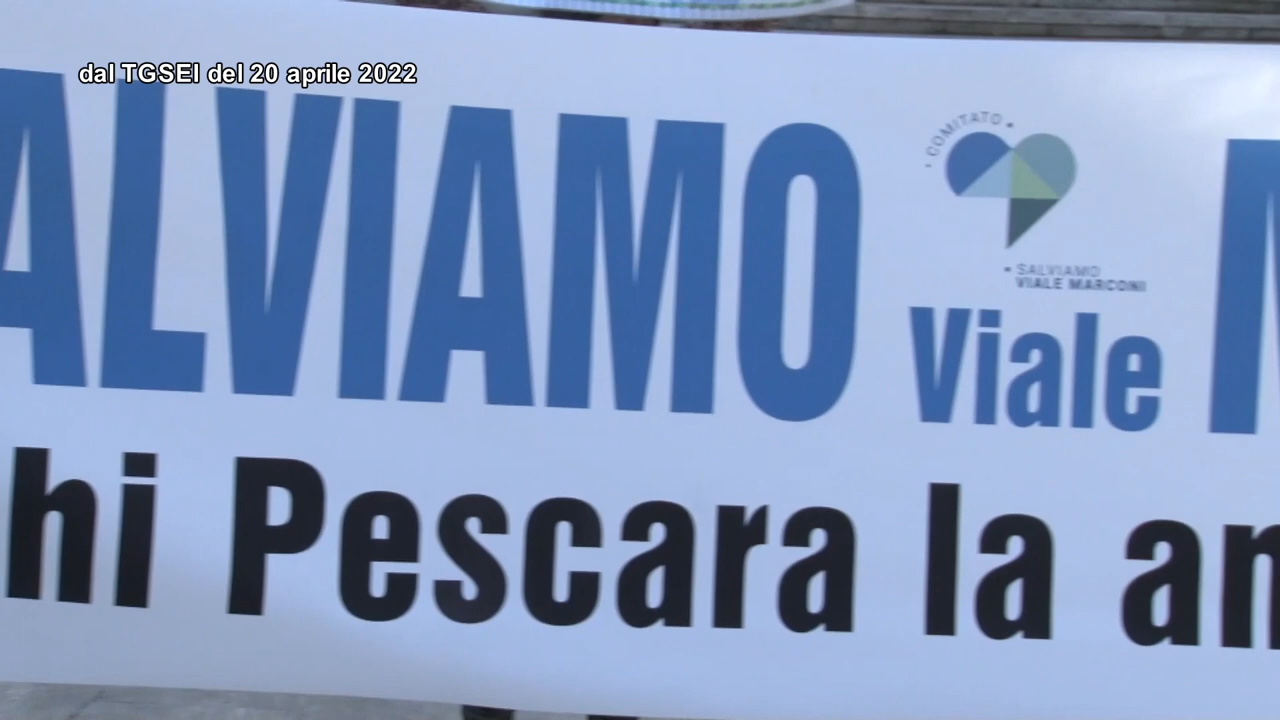 dal TGSEI del 20 aprile 2022
• COMITATO •
• SALVIAMO
VIALE MARCONI
ALVIAMO Viale M
hi Pescara la an